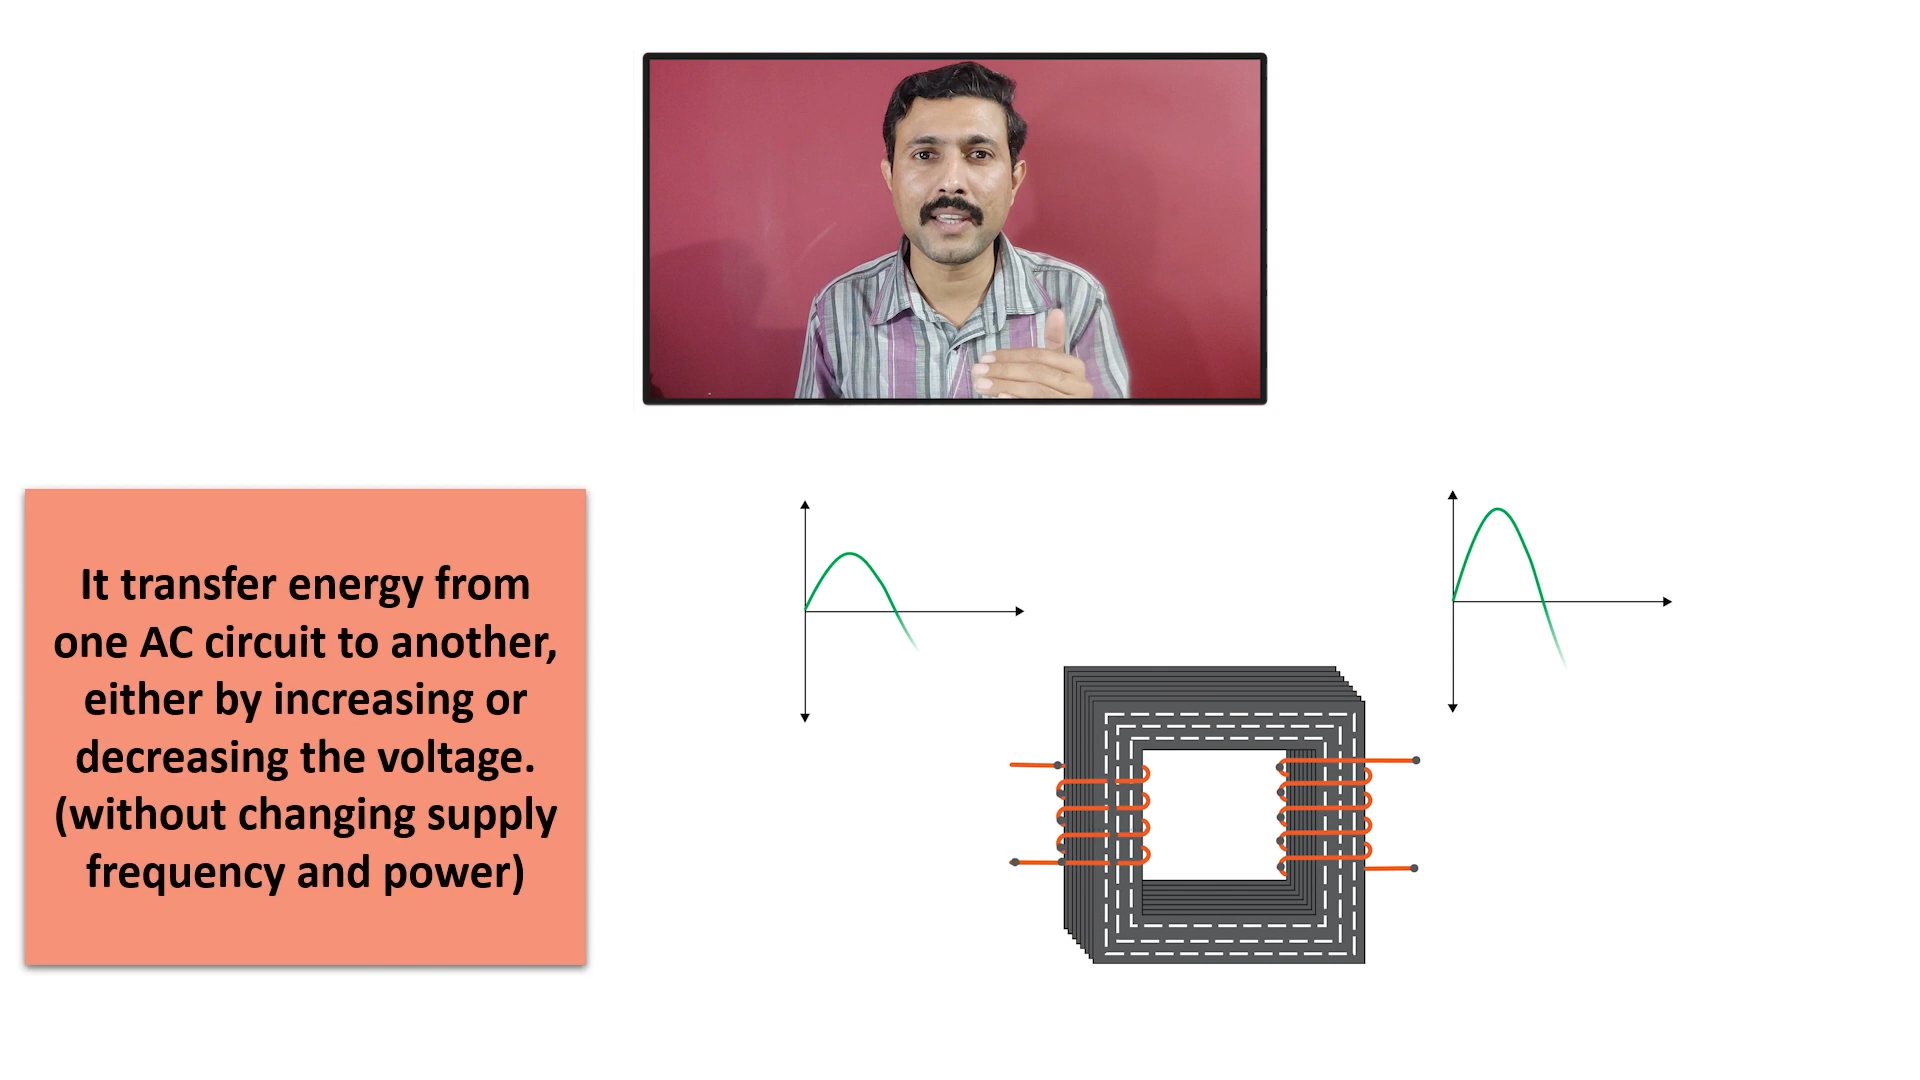 It transfer energy from
one AC circuit to another,
either by increasing or
decreasing the voltage.
(without changing supply
frequency and power)